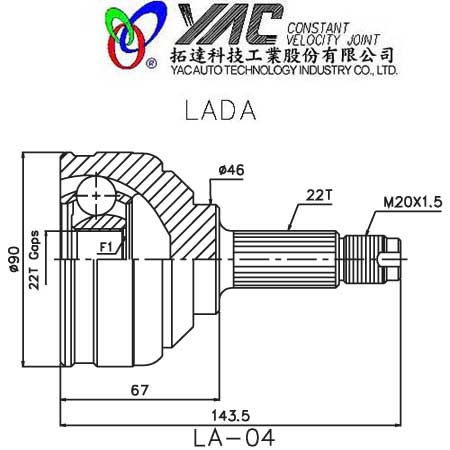 YAC CONSTANT
VELOCITY JOINT
拓達科技工業股份有限公司
® YAC AUTO TECHNOLOGY INDUSTRY CO., LTD.
LADA
ø46
22T
M20X1.5
ø90
22T Gaps
F1
67
143.5
LA-04